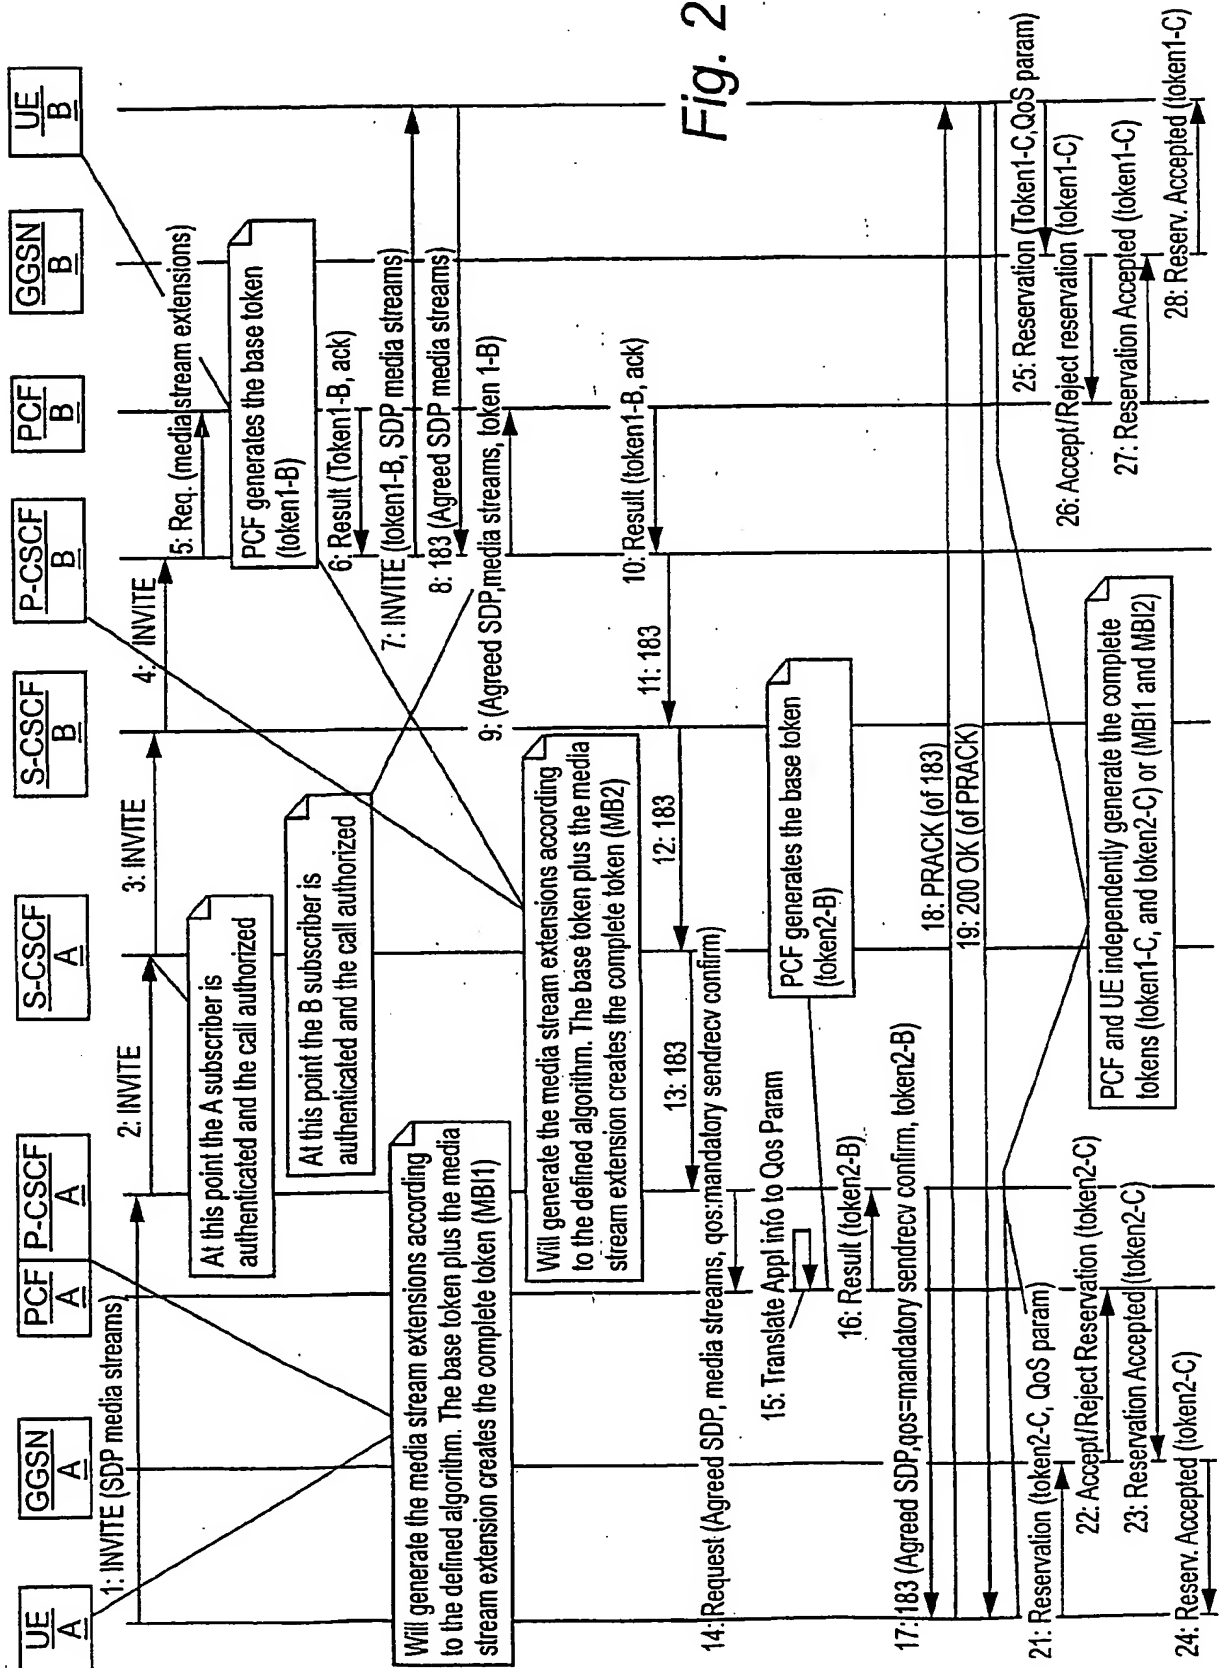 UE
A
GGSN
A
PCF
A
P-CSCF
A
S-CSCF
A
S-CSCF
B
P-CSCF
B
PCF
B
GGSN
B
UE
B
1: INVITE (SDP media streams)
2: INVITE
3: INVITE
4: INVITE
5: Req. (media stream extensions)
At this point the A subscriber is
authenticated and the call authorized
PCF generates the base token
(token1-B)
At this point the B subscriber is
authenticated and the call authorized
6: Result (Token1-B, ack)
7: INVITE (token1-B, SDP media streams)
Will generate the media stream extensions according
to the defined algorithm. The base token plus the media
stream extension creates the complete token (MBI1)
8: 183 (Agreed SDP media streams)
9: (Agreed SDP,media streams, token 1-B)
Will generate the media stream extensions according
to the defined algorithm. The base token plus the media
stream extension creates the complete token (MB2)
10: Result (token1-B, ack)
11: 183
12: 183
13: 183
14:Request (Agreed SDP, media streams, qos:mandatory sendrecv confirm)
15: Translate Appl info to Qos Param
PCF generates the base token
(token2-B)
16: Result (token2-B)
17:183 (Agreed SDP,qos=mandatory sendrecv confirm, token2-B)
18: PRACK (of 183)
19: 200 OK (of PRACK)
21: Reservation (token2-C, QoS param)
22: Accept/Reject Reservation (token2-C)
23: Reservation Accepted (token2-C)
24: Reserv. Accepted (token2-C)
PCF and UE independently generate the complete
tokens (token1-C, and token2-C) or (MBI1 and MBI2)
25: Reservation (Token1-C,QoS param)
26: Accept/Reject reservation (token1-C)
27: Reservation Accepted (token1-C)
28: Reserv. Accepted (token1-C)
Fig. 2